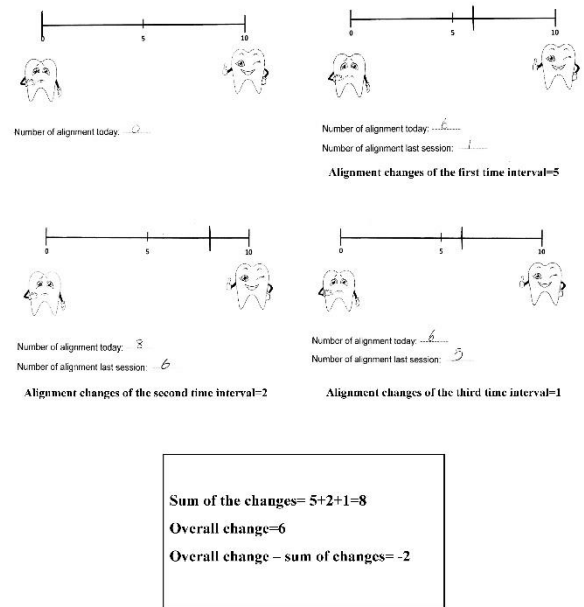 0 5 10
0 5 10
Number of alignment today: 0
Number of alignment today: 6
Number of alignment last session: 1
Alignment changes of the first time interval=5
0 5 10
0 5 10
Number of alignment today: 8
Number of alignment last session: 6
Alignment changes of the second time interval=2
Number of alignment today: 6
Number of alignment last session: 5
Alignment changes of the third time interval=1
Sum of the changes= 5+2+1=8
Overall change=6
Overall change – sum of changes= -2